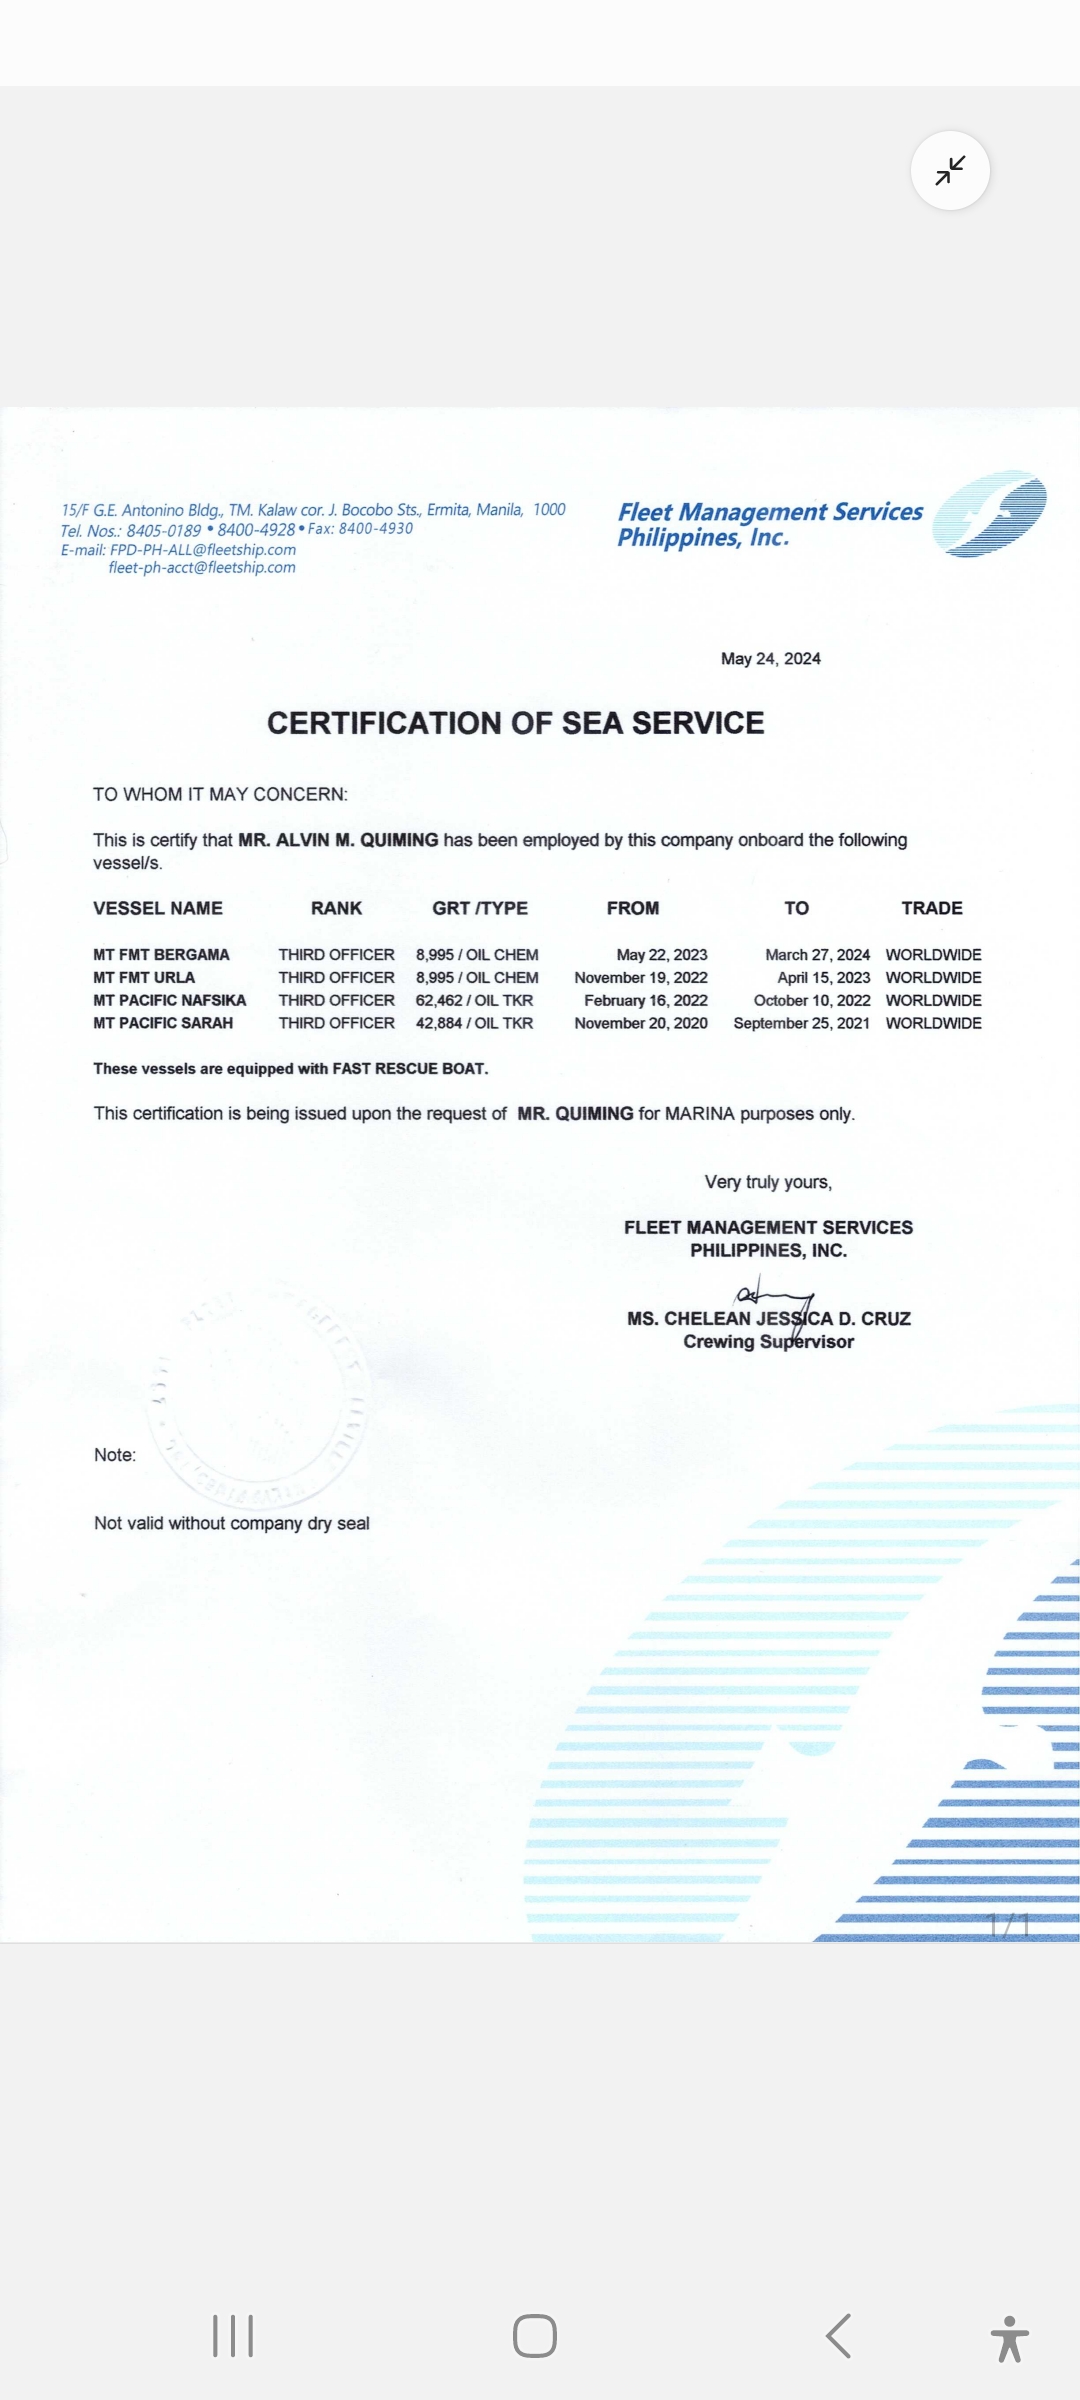 15/F G.E. Antonino Bldg., TM. Kalaw cor. J. Bocobo Sts., Ermita, Manila, 1000
Tel. Nos.: 8405-0189 • 8400-4928 • Fax: 8400-4930
E-mail: FPD-PH-ALL@fleetship.com
fleet-ph-acct@fleetship.com
Fleet Management Services
Philippines, Inc.
May 24, 2024
CERTIFICATION OF SEA SERVICE
TO WHOM IT MAY CONCERN:
This is certify that MR. ALVIN M. QUIMING has been employed by this company onboard the following
vessel/s.
VESSEL NAME RANK GRT /TYPE FROM TO TRADE
MT FMT BERGAMA THIRD OFFICER 8,995 / OIL CHEM May 22, 2023 March 27, 2024 WORLDWIDE
MT FMT URLA THIRD OFFICER 8,995 / OIL CHEM November 19, 2022 April 15, 2023 WORLDWIDE
MT PACIFIC NAFSIKA THIRD OFFICER 62,462 / OIL TKR February 16, 2022 October 10, 2022 WORLDWIDE
MT PACIFIC SARAH THIRD OFFICER 42,884 / OIL TKR November 20, 2020 September 25, 2021 WORLDWIDE
These vessels are equipped with FAST RESCUE BOAT.
This certification is being issued upon the request of MR. QUIMING for MARINA purposes only.
Very truly yours,
FLEET MANAGEMENT SERVICES
PHILIPPINES, INC.
MS. CHELEAN JESSICA D. CRUZ
Crewing Supervisor
Note:
Not valid without company dry seal
1/1